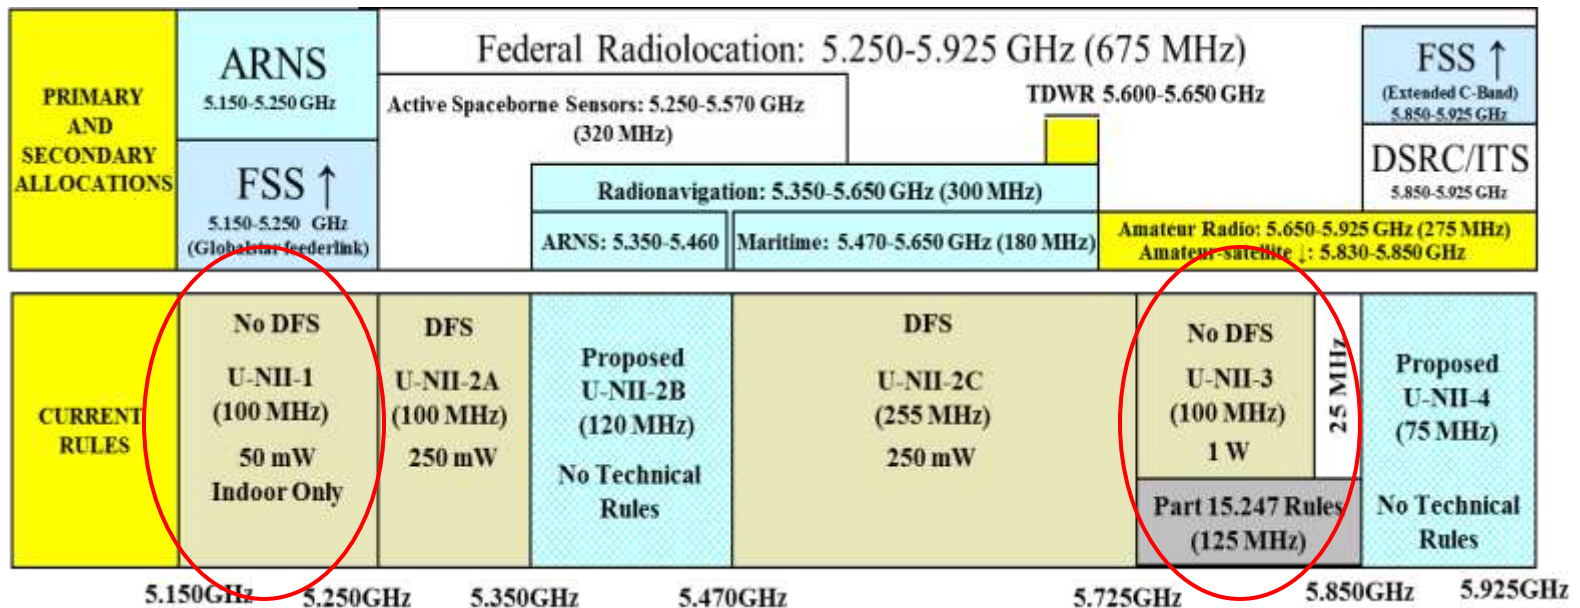 PRIMARY
AND
SECONDARY
ALLOCATIONS
ARNS
5.150-5.250 GHz
FSS ↑
5.150-5.250 GHz
(Globalstar feederlink)
Federal Radiolocation: 5.250-5.925 GHz (675 MHz)
Active Spaceborne Sensors: 5.250-5.570 GHz
(320 MHz)
TDWR 5.600-5.650 GHz
Radionavigation: 5.350-5.650 GHz (300 MHz)
ARNS: 5.350-5.460
Maritime: 5.470-5.650 GHz (180 MHz)
FSS ↑
(Extended C-Band)
5.850-5.925 GHz
DSRC/ITS
5.850-5.925 GHz
Amateur Radio: 5.650-5.925 GHz (275 MHz)
Amateur-satellite ↓: 5.830-5.850 GHz
CURRENT
RULES
No DFS
U-NII-1
(100 MHz)
50 mW
Indoor Only
DFS
U-NII-2A
(100 MHz)
250 mW
Proposed
U-NII-2B
(120 MHz)
No Technical
Rules
DFS
U-NII-2C
(255 MHz)
250 mW
No DFS
U-NII-3
(100 MHz)
1 W
25 MHz
Part 15.247 Rules
(125 MHz)
Proposed
U-NII-4
(75 MHz)
No Technical
Rules
5.150GHz
5.250GHz
5.350GHz
5.470GHz
5.725GHz
5.850GHz
5.925GHz